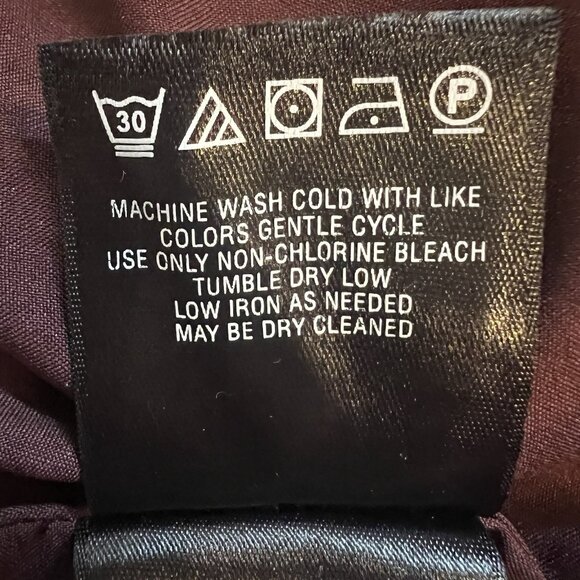 30 P
MACHINE WASH COLD WITH LIKE
COLORS GENTLE CYCLE
USE ONLY NON-CHLORINE BLEACH
TUMBLE DRY LOW
LOW IRON AS NEEDED
MAY BE DRY CLEANED